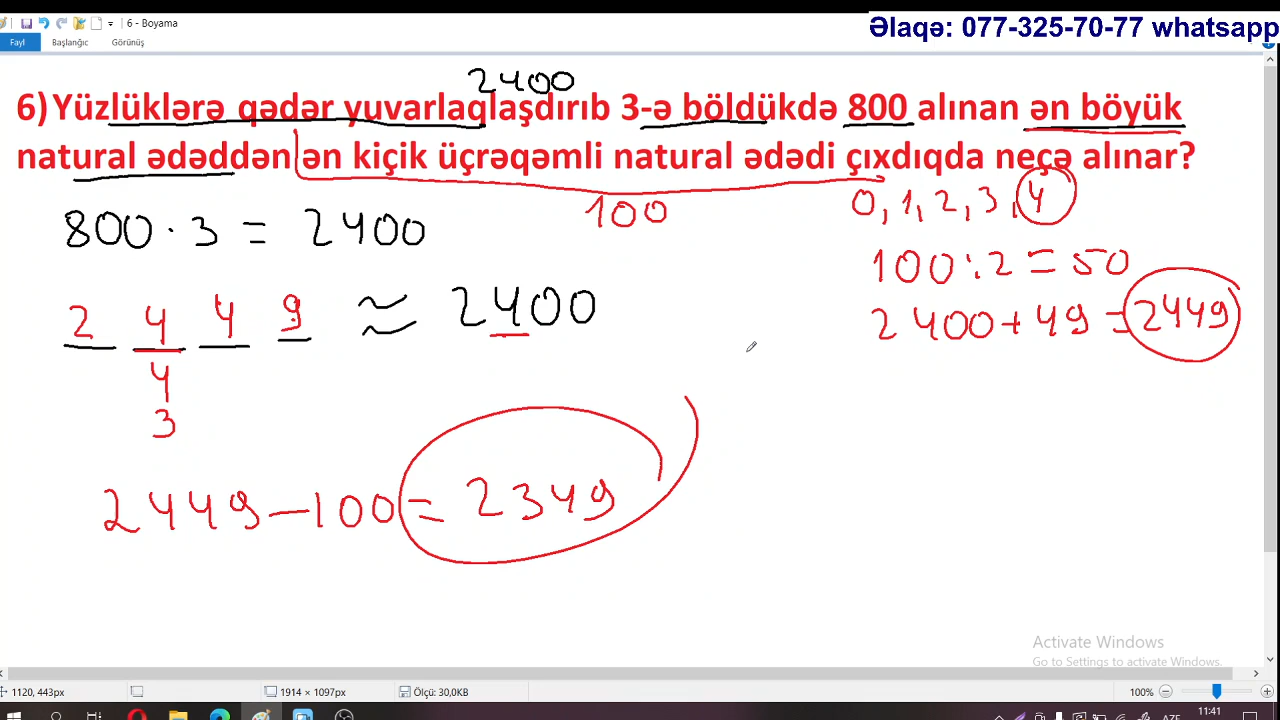 6 - Boyama
Əlaqə: 077-325-70-77 whatsapp
Fayl Başlanğıc Görünüş
2400
6) Yüzlüklərə qədər yuvarlaqlaşdırıb 3-ə böldükdə 800 alınan ən böyük
natural ədəddən ən kiçik üçrəqəmli natural ədədi çıxdıqda neçə alınar?
100
0, 1, 2, 3, 4
800 · 3 = 2400
100 : 2 = 50
2 4 4 9 ≈ 2400
2400 + 49 = 2449
4
3
2449 - 100 = 2349
Activate Windows
Go to Settings to activate Windows.
1120, 443px 1914 × 1097px Ölçü: 30,0KB 100%
AZE 11:41